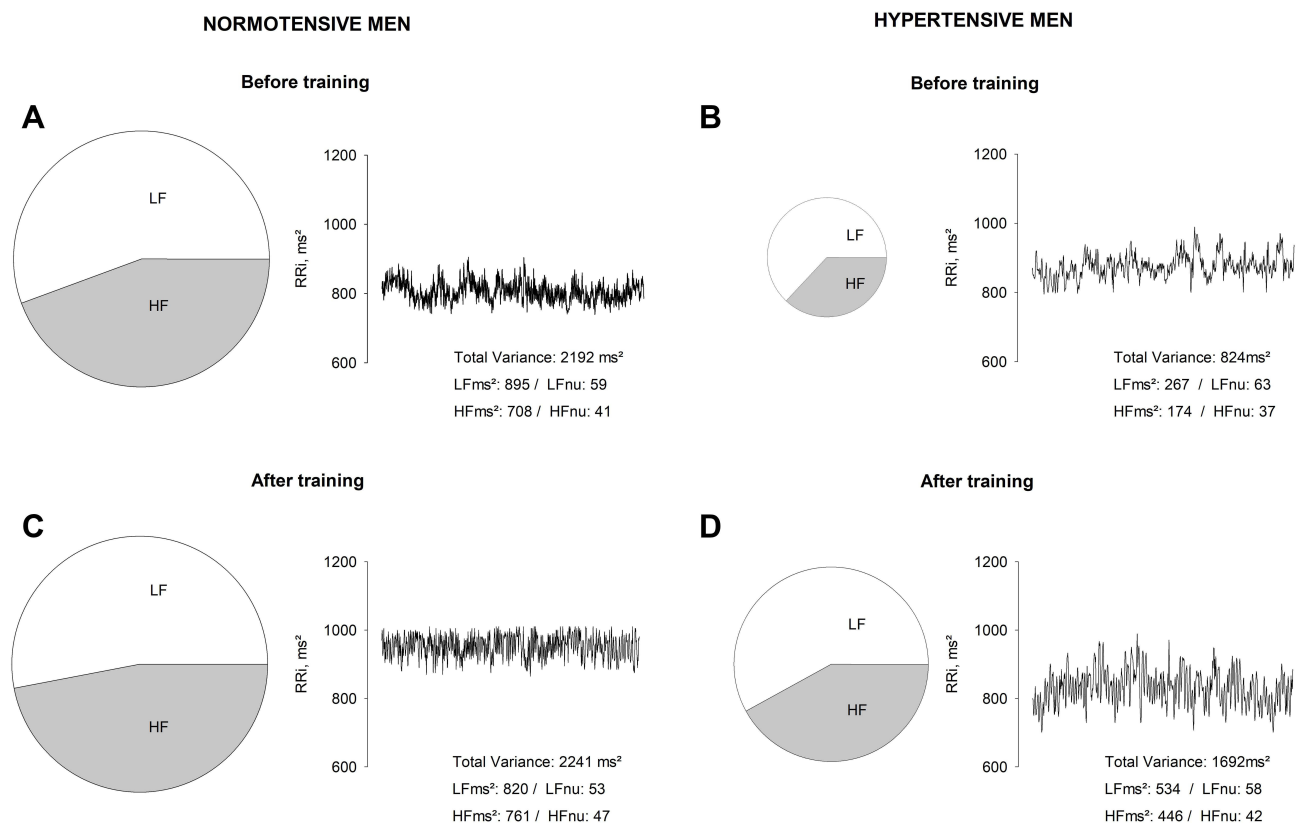 NORMOTENSIVE MEN
HYPERTENSIVE MEN
Before training
Before training
A
LF
HF
RRi, ms²
1200
1000
800
600
Total Variance: 2192 ms²
LFms²: 895 / LFnu: 59
HFms²: 708 / HFnu: 41
B
LF
HF
RRi, ms²
1200
1000
800
600
Total Variance: 824ms²
LFms²: 267 / LFnu: 63
HFms²: 174 / HFnu: 37
After training
After training
C
LF
HF
RRi, ms²
1200
1000
800
600
Total Variance: 2241 ms²
LFms²: 820 / LFnu: 53
HFms²: 761 / HFnu: 47
D
LF
HF
RRi, ms²
1200
1000
800
600
Total Variance: 1692ms²
LFms²: 534 / LFnu: 58
HFms²: 446 / HFnu: 42